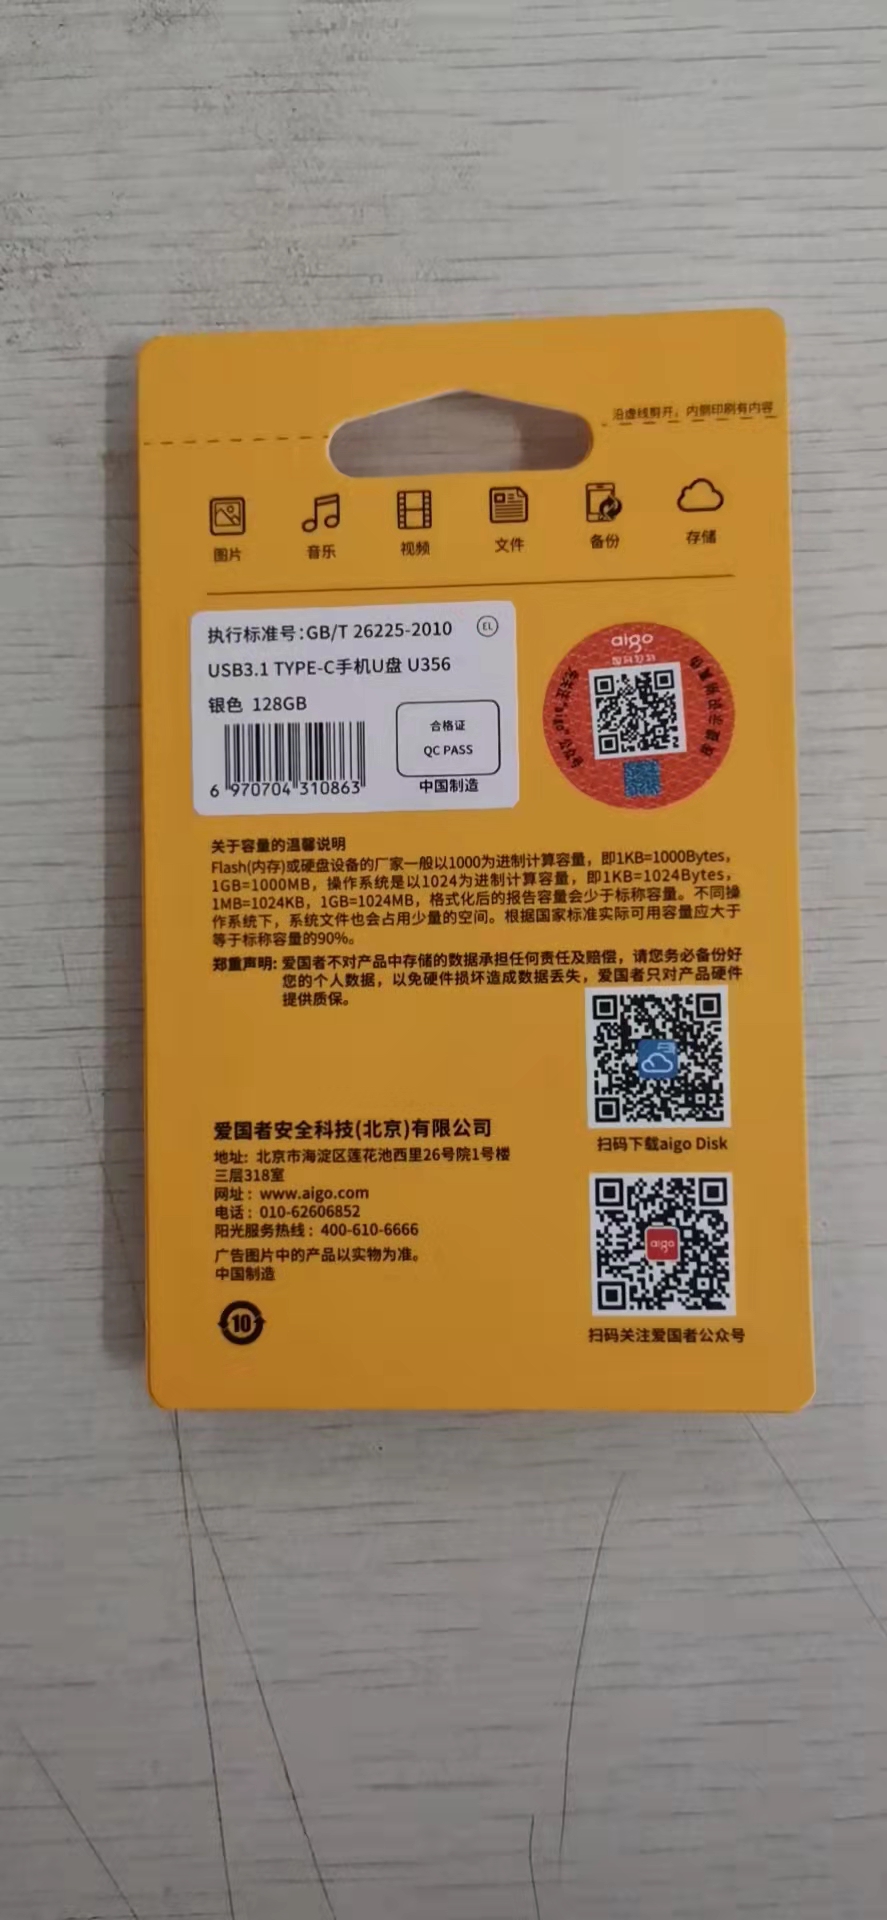 沿虚线剪开，内侧印刷有内容
图片
音乐
视频
文件
备份
存储
执行标准号：GB/T 26225-2010
EL
USB3.1 TYPE-C手机U盘 U356
银色 128GB
合格证
QC PASS
6 970704 310863
中国制造
aigo
关于容量的温馨说明
Flash(内存)或硬盘设备的厂家一般以1000为进制计算容量，即1KB=1000Bytes，
1GB=1000MB，操作系统是以1024为进制计算容量，即1KB=1024Bytes，
1MB=1024KB，1GB=1024MB，格式化后的报告容量会少于标称容量。不同操
作系统下，系统文件也会占用少量的空间。根据国家标准实际可用容量应大于
等于标称容量的90%。
郑重声明：爱国者不对产品中存储的数据承担任何责任及赔偿，请您务必备份好
您的个人数据，以免硬件损坏造成数据丢失，爱国者只对产品硬件
提供质保。
扫码下载aigo Disk
爱国者安全科技(北京)有限公司
地址：北京市海淀区莲花池西里26号院1号楼
三层318室
网址：www.aigo.com
电话：010-62606852
阳光服务热线：400-610-6666
广告图片中的产品以实物为准。
中国制造
10
aigo
扫码关注爱国者公众号